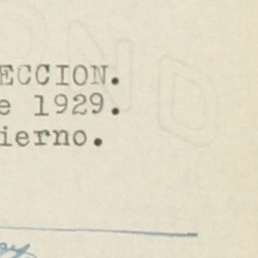 ECCION.
e 1929.
ierno.